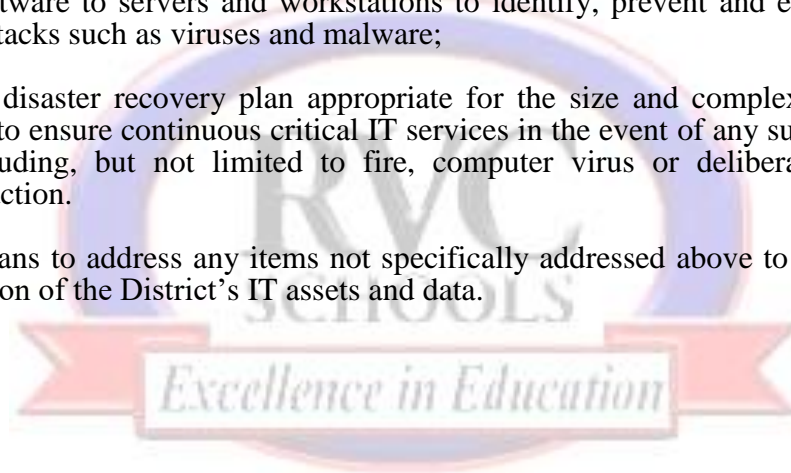 tware to servers and workstations to identify, prevent and e
tacks such as viruses and malware;
disaster recovery plan appropriate for the size and complex
to ensure continuous critical IT services in the event of any su
uding, but not limited to fire, computer virus or delibera
ction.
ans to address any items not specifically addressed above to
on of the District's IT assets and data.
RVC
SCHOOLS
Excellence in Education